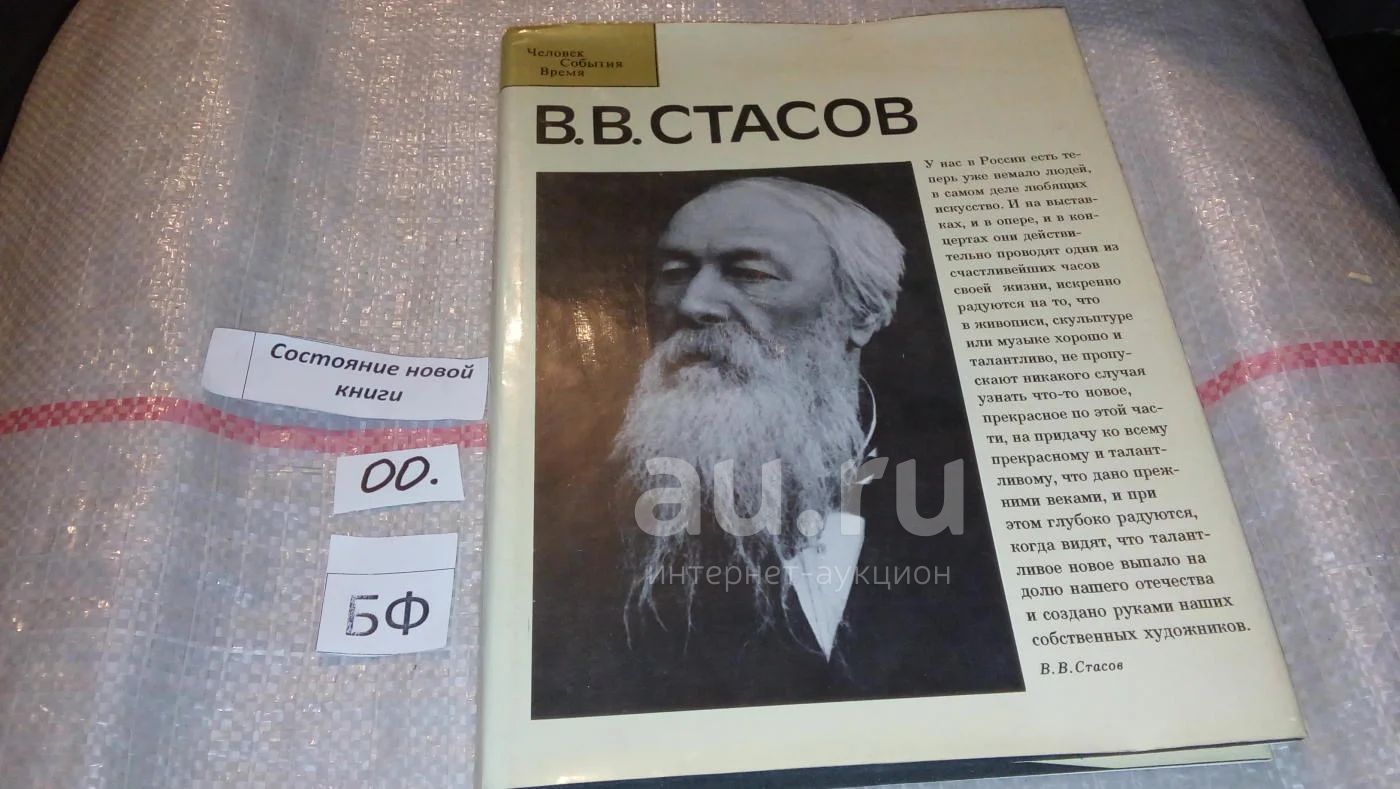 Человек
События
Время
В.В.СТАСОВ
У нас в России есть те-
перь уже немало людей,
в самом деле любящих
искусство. И на выстав-
ках, и в опере, и в кон-
цертах они действи-
тельно проводят одни из
счастливейших часов
своей жизни, искренно
радуются на то, что
в живописи, скульптуре
или музыке хорошо и
талантливо, не пропу-
скают никакого случая
узнать что-то новое,
прекрасное по этой час-
ти, на придачу ко всему
прекрасному и талант-
ливому, что дано преж-
ними веками, и при
этом глубоко радуются,
когда видят, что талант-
ливое новое выпало на
долю нашего отечества
и создано руками наших
собственных художников.
В.В.Стасов
Состояние новой
книги
ОО.
БФ
au.ru
интернет-аукцион